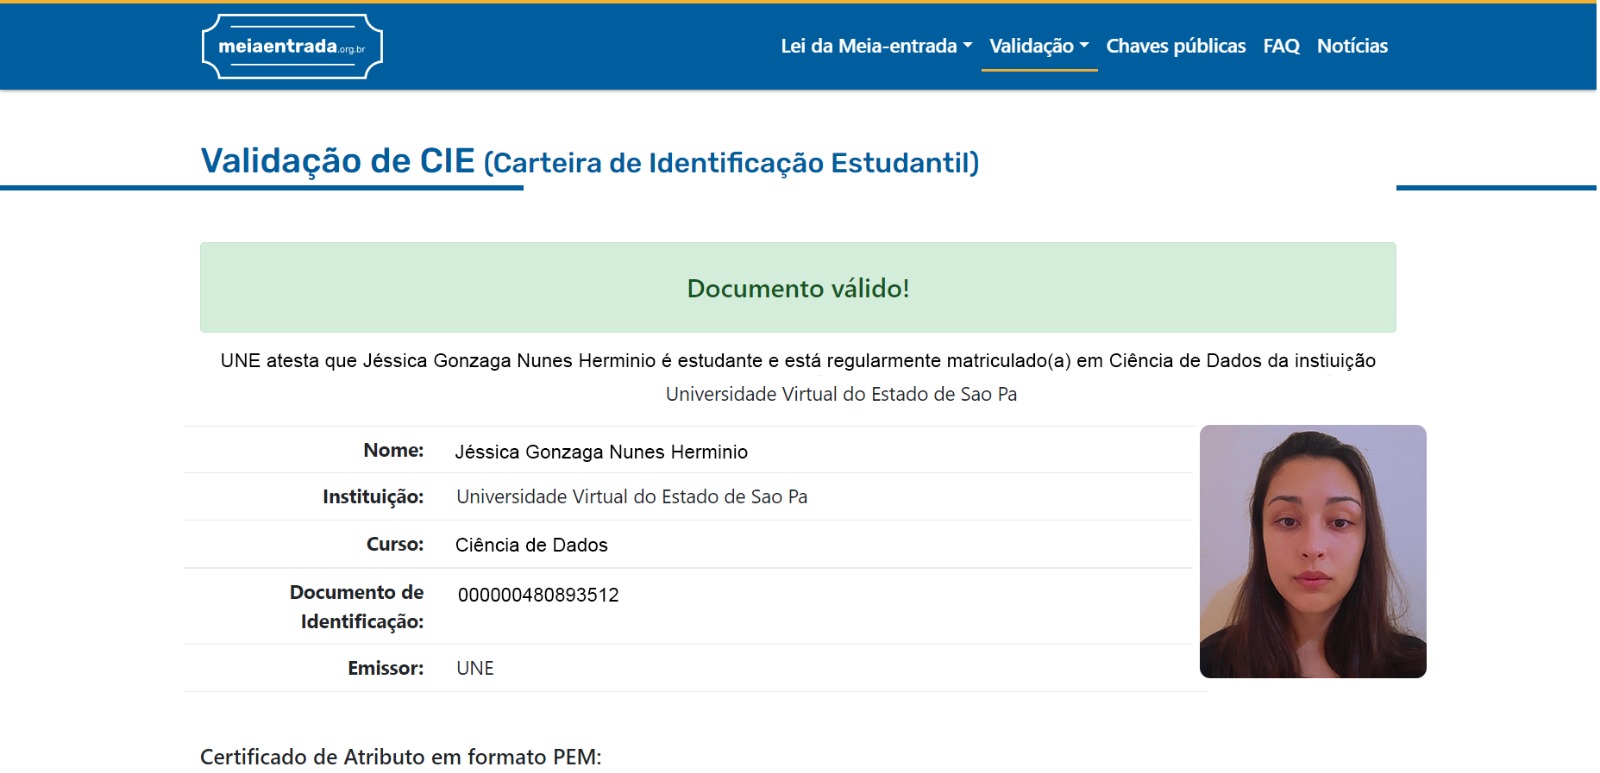 meiaentrada.org.br
Lei da Meia-entrada Validação Chaves públicas FAQ Notícias
Validação de CIE (Carteira de Identificação Estudantil)
Documento válido!
UNE atesta que Jéssica Gonzaga Nunes Herminio é estudante e está regularmente matriculado(a) em Ciência de Dados da instiuição
Universidade Virtual do Estado de Sao Pa
Nome: Jéssica Gonzaga Nunes Herminio
Instituição: Universidade Virtual do Estado de Sao Pa
Curso: Ciência de Dados
Documento de Identificação: 000000480893512
Emissor: UNE
Certificado de Atributo em formato PEM: